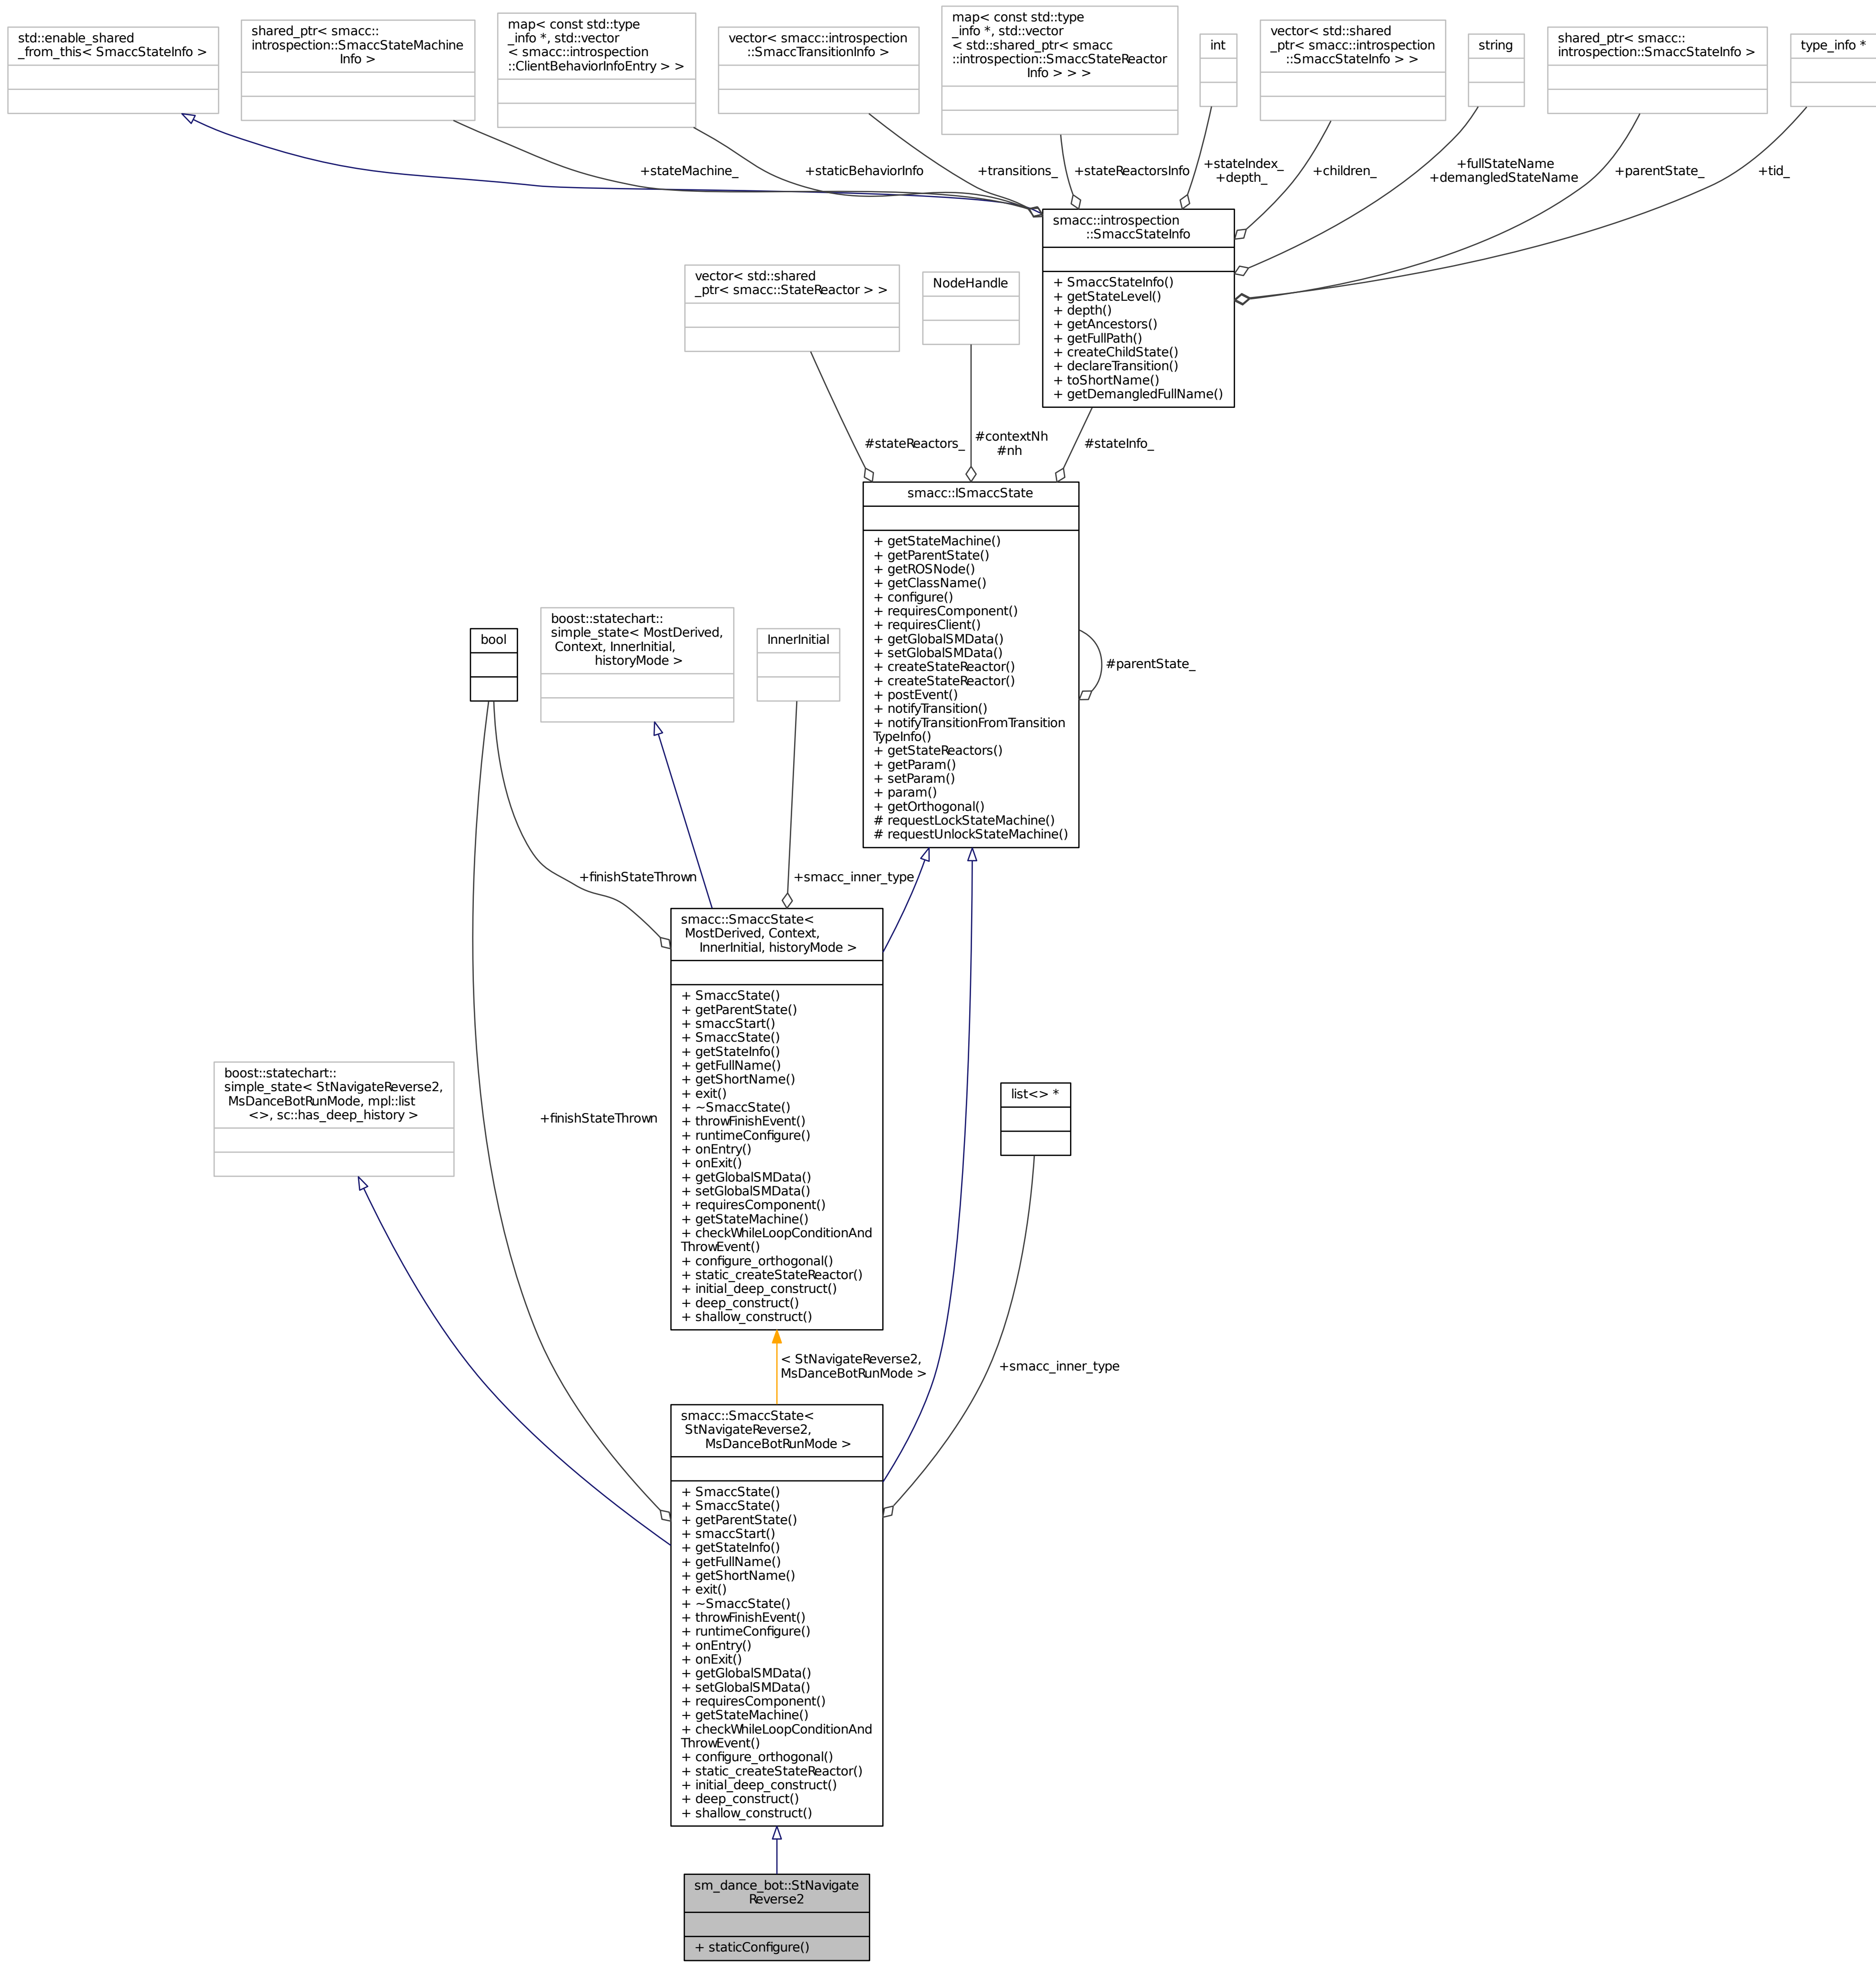 std::enable_shared
_from_this< SmaccStateInfo >
shared_ptr< smacc::
introspection::SmaccStateMachine
Info >
map< const std::type
_info *, std::vector
< smacc::introspection
::ClientBehaviorInfoEntry > >
vector< smacc::introspection
::SmaccTransitionInfo >
map< const std::type
_info *, std::vector
< std::shared_ptr< smacc
::introspection::SmaccStateReactor
Info > > >
int
vector< std::shared
_ptr< smacc::introspection
::SmaccStateInfo > >
string
shared_ptr< smacc::
introspection::SmaccStateInfo >
type_info *
+stateMachine_
+staticBehaviorInfo
+transitions_
+stateReactorsInfo
+stateIndex_
+depth_
+children_
+fullStateName
+demangledStateName
+parentState_
+tid_
smacc::introspection
::SmaccStateInfo
+ SmaccStateInfo()
+ getStateLevel()
+ depth()
+ getAncestors()
+ getFullPath()
+ createChildState()
+ declareTransition()
+ toShortName()
+ getDemangledFullName()
vector< std::shared
_ptr< smacc::StateReactor > >
NodeHandle
#stateReactors_
#contextNh
#nh
#stateInfo_
smacc::ISmaccState
+ getStateMachine()
+ getParentState()
+ getROSNode()
+ getClassName()
+ configure()
+ requiresComponent()
+ requiresClient()
+ getGlobalSMData()
+ setGlobalSMData()
+ createStateReactor()
+ createStateReactor()
+ postEvent()
+ notifyTransition()
+ notifyTransitionFromTransition
TypeInfo()
+ getStateReactors()
+ getParam()
+ setParam()
+ param()
+ getOrthogonal()
# requestLockStateMachine()
# requestUnlockStateMachine()
#parentState_
bool
boost::statechart::
simple_state< MostDerived,
Context, InnerInitial,
historyMode >
InnerInitial
+finishStateThrown
+smacc_inner_type
smacc::SmaccState<
MostDerived, Context,
InnerInitial, historyMode >
+ SmaccState()
+ getParentState()
+ smaccStart()
+ SmaccState()
+ getStateInfo()
+ getFullName()
+ getShortName()
+ exit()
+ ~SmaccState()
+ throwFinishEvent()
+ runtimeConfigure()
+ onEntry()
+ onExit()
+ getGlobalSMData()
+ setGlobalSMData()
+ requiresComponent()
+ getStateMachine()
+ checkWhileLoopConditionAnd
ThrowEvent()
+ configure_orthogonal()
+ static_createStateReactor()
+ initial_deep_construct()
+ deep_construct()
+ shallow_construct()
boost::statechart::
simple_state< StNavigateReverse2,
MsDanceBotRunMode, mpl::list
<>, sc::has_deep_history >
+finishStateThrown
list<> *
< StNavigateReverse2,
MsDanceBotRunMode >
+smacc_inner_type
smacc::SmaccState<
StNavigateReverse2,
MsDanceBotRunMode >
+ SmaccState()
+ SmaccState()
+ getParentState()
+ smaccStart()
+ getStateInfo()
+ getFullName()
+ getShortName()
+ exit()
+ ~SmaccState()
+ throwFinishEvent()
+ runtimeConfigure()
+ onEntry()
+ onExit()
+ getGlobalSMData()
+ setGlobalSMData()
+ requiresComponent()
+ getStateMachine()
+ checkWhileLoopConditionAnd
ThrowEvent()
+ configure_orthogonal()
+ static_createStateReactor()
+ initial_deep_construct()
+ deep_construct()
+ shallow_construct()
sm_dance_bot::StNavigate
Reverse2
+ staticConfigure()